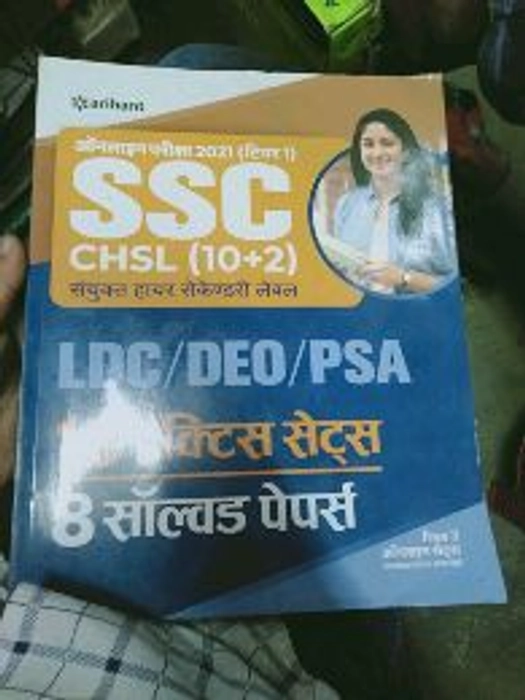 arihant
ऑनलाइन परीक्षा 2021 (टियर 1)
SSC
CHSL (10+2)
संयुक्त हायर सेकेण्डरी लेवल
LDC/DEO/PSA
सेट्स
8 सॉल्वड पेपर्स